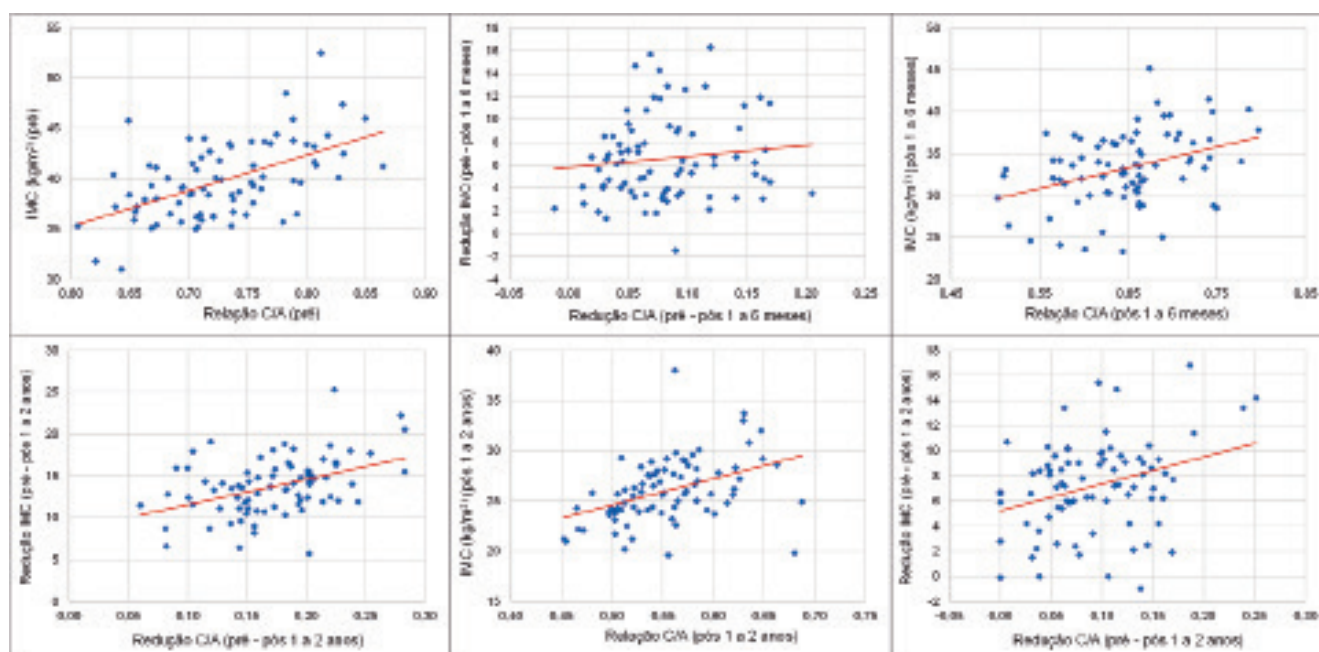 IMC (kg/m²) (pré)
55
50
45
40
35
30
0.60 0.65 0.70 0.75 0.80 0.85 0.90
Relação C/A (pré)
Redução IMC (pré - pós 1 a 6 meses)
18
16
14
12
10
8
6
4
2
0
-2
-4
-0.05 0.00 0.05 0.10 0.15 0.20 0.25
Redução C/A (pré - pós 1 a 6 meses)
IMC (kg/m²) (pós 1 a 6 meses)
50
45
40
35
30
25
20
0.45 0.55 0.65 0.75 0.85
Relação C/A (pós 1 a 6 meses)
Redução IMC (pré - pós 1 a 2 anos)
30
25
20
15
10
5
0
0.00 0.05 0.10 0.15 0.20 0.25 0.30
Redução C/A (pré - pós 1 a 2 anos)
IMC (kg/m²) (pós 1 a 2 anos)
40
35
30
25
20
15
0.40 0.45 0.50 0.55 0.60 0.65 0.70
Relação C/A (pós 1 a 2 anos)
Redução IMC (pré - pós 1 a 2 anos)
18
16
14
12
10
8
6
4
2
0
-2
-0.05 0.00 0.05 0.10 0.15 0.20 0.25 0.30
Redução C/A (pré - pós 1 a 2 anos)